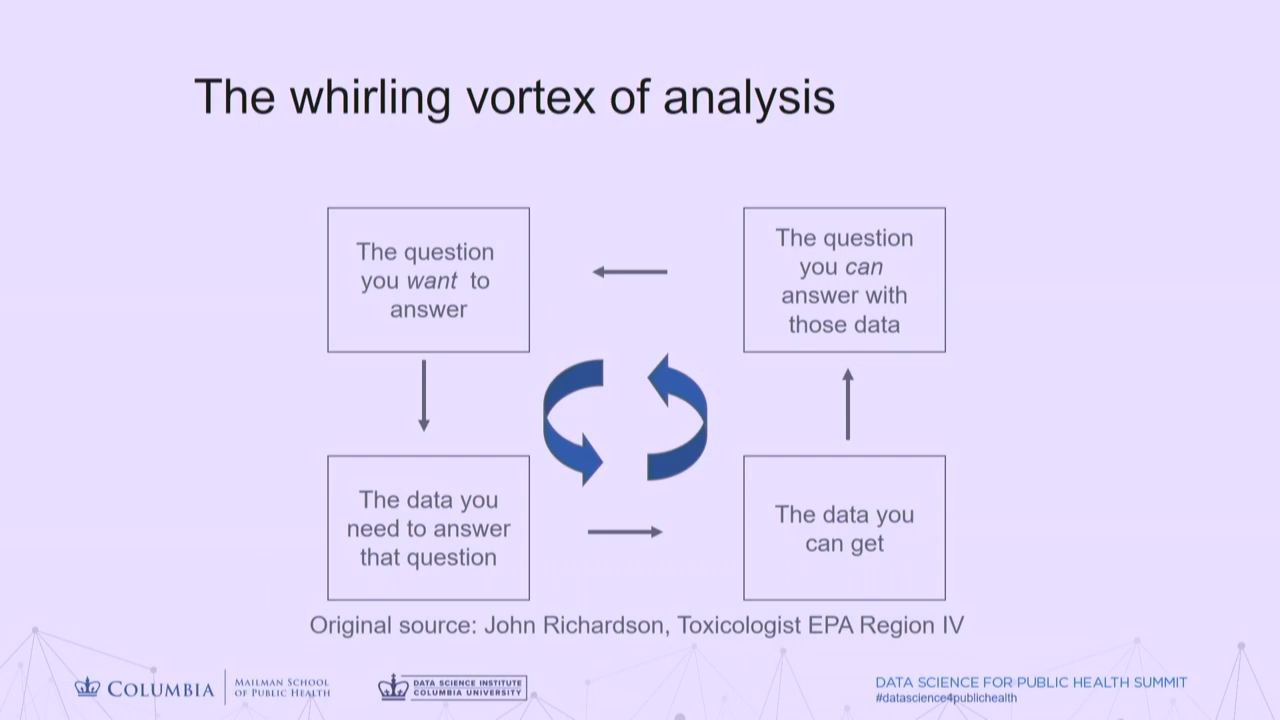 The whirling vortex of analysis
The question
you want to
answer
The question
you can
answer with
those data
The data you
need to answer
that question
The data you
can get
Original source: John Richardson, Toxicologist EPA Region IV
COLUMBIA
MAILMAN SCHOOL
OF PUBLIC HEALTH
DATA SCIENCE INSTITUTE
COLUMBIA UNIVERSITY
DATA SCIENCE FOR PUBLIC HEALTH SUMMIT
#datascience4publichealth